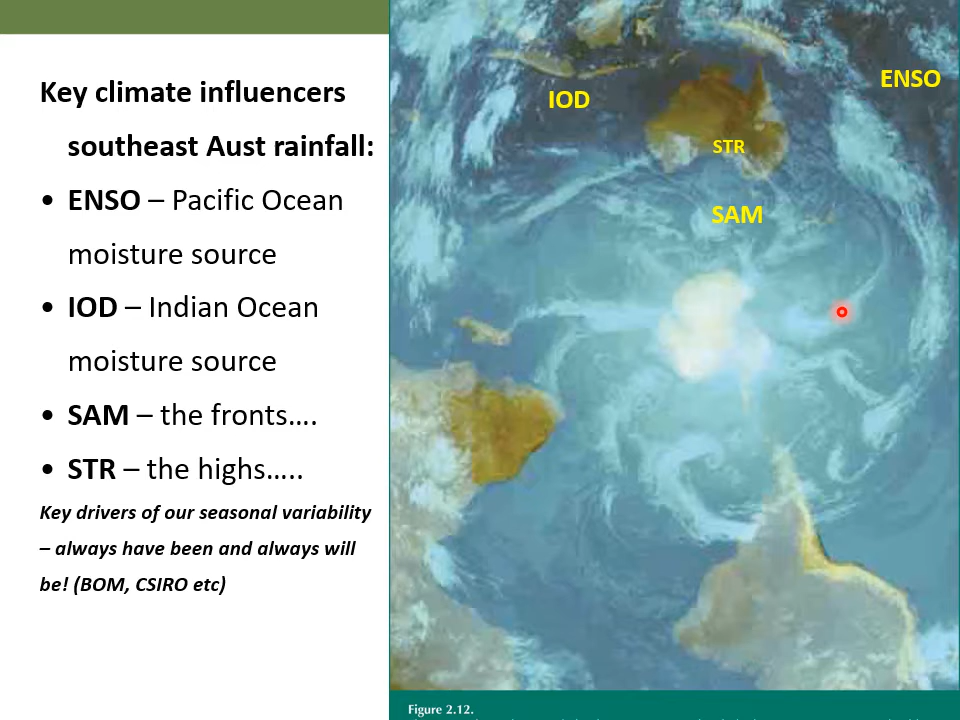 Key climate influencers
southeast Aust rainfall:
• ENSO – Pacific Ocean
moisture source
• IOD – Indian Ocean
moisture source
• SAM – the fronts….
• STR – the highs…..
Key drivers of our seasonal variability
– always have been and always will
be! (BOM, CSIRO etc)
ENSO
IOD
STR
SAM
Figure 2.12.